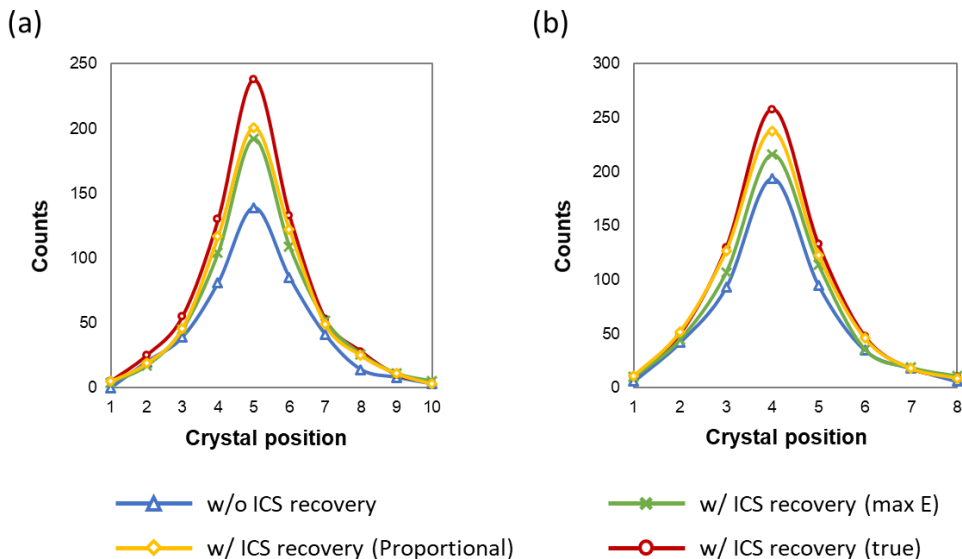 (a)
250
200
150
100
50
0
Counts
1 2 3 4 5 6 7 8 9 10
Crystal position
(b)
300
250
200
150
100
50
0
Counts
1 2 3 4 5 6 7 8
Crystal position
w/o ICS recovery
w/ ICS recovery (max E)
w/ ICS recovery (Proportional)
w/ ICS recovery (true)